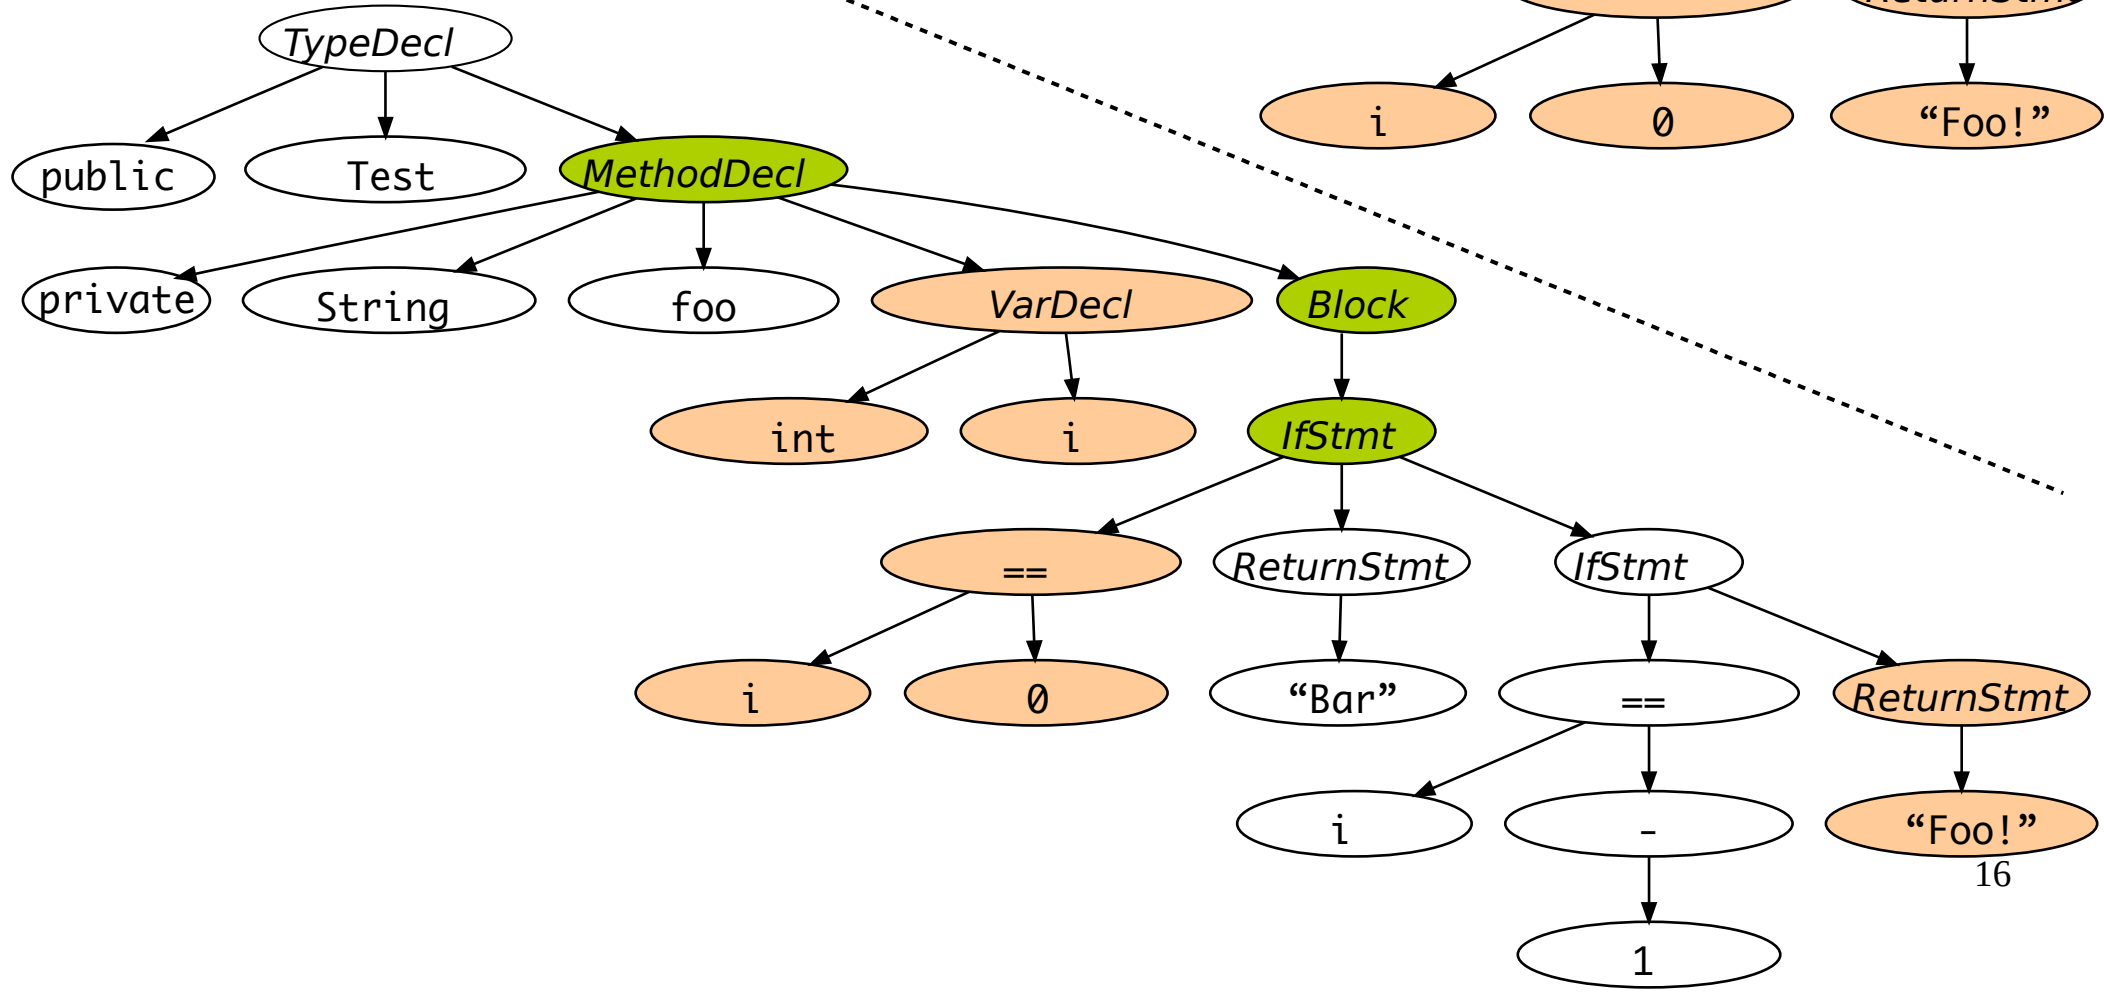 ReturnStmt
TypeDecl
i
0
“Foo!”
public
Test
MethodDecl
private
String
foo
VarDecl
Block
int
i
IfStmt
==
ReturnStmt
IfStmt
i
0
“Bar”
==
ReturnStmt
i
-
“Foo!”
16
1